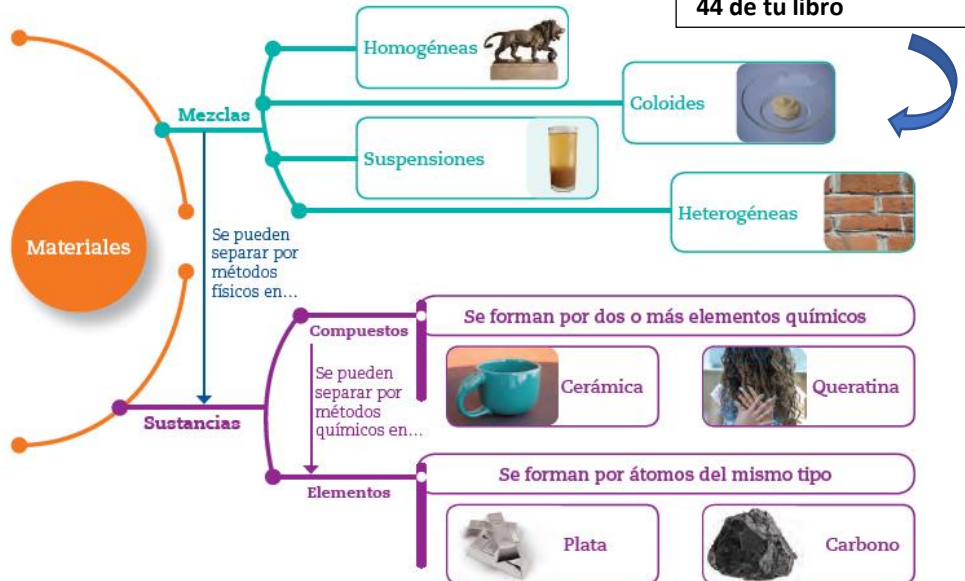 44 de tu libro
Homogéneas
Mezclas
Coloides
Suspensiones
Heterogéneas
Materiales
Se pueden
separar por
métodos
físicos en...
Compuestos
Se forman por dos o más elementos químicos
Se pueden
separar por
métodos
químicos en...
Cerámica
Queratina
Sustancias
Elementos
Se forman por átomos del mismo tipo
Plata
Carbono